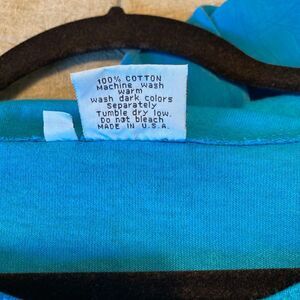 100% COTTON
Machine wash
warm
wash dark colors
Separately
Tumble dry low.
Do not bleach
MADE IN U.S.A.